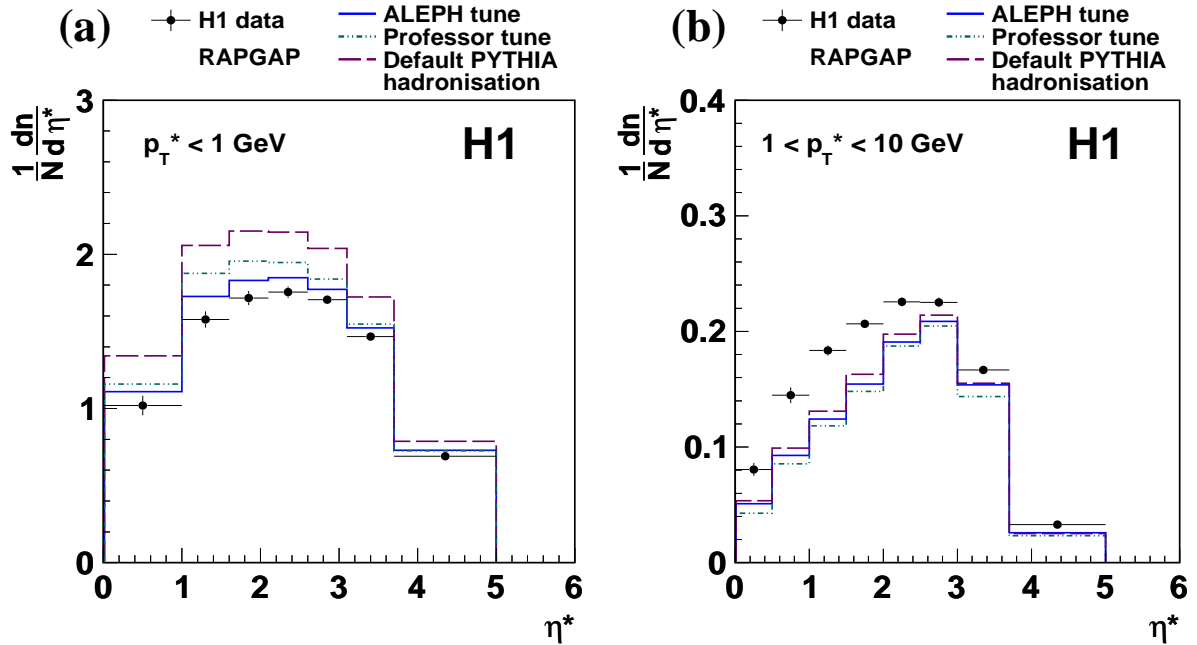 (a)
H1 data
RAPGAP
ALEPH tune
Professor tune
Default PYTHIA
hadronisation
1/N dn/d η*
p_T* < 1 GeV
H1
3
2
1
0
0 1 2 3 4 5 6
η*
(b)
H1 data
RAPGAP
ALEPH tune
Professor tune
Default PYTHIA
hadronisation
1/N dn/d η*
1 < p_T* < 10 GeV
H1
0.4
0.3
0.2
0.1
0
0 1 2 3 4 5 6
η*